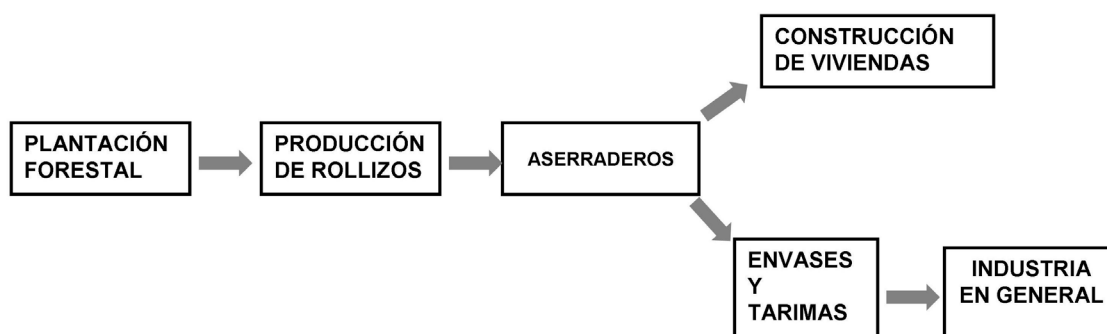 PLANTACIÓN
FORESTAL
PRODUCCIÓN
DE ROLLIZOS
ASERRADEROS
CONSTRUCCIÓN
DE VIVIENDAS
ENVASES
Y
TARIMAS
INDUSTRIA
EN GENERAL